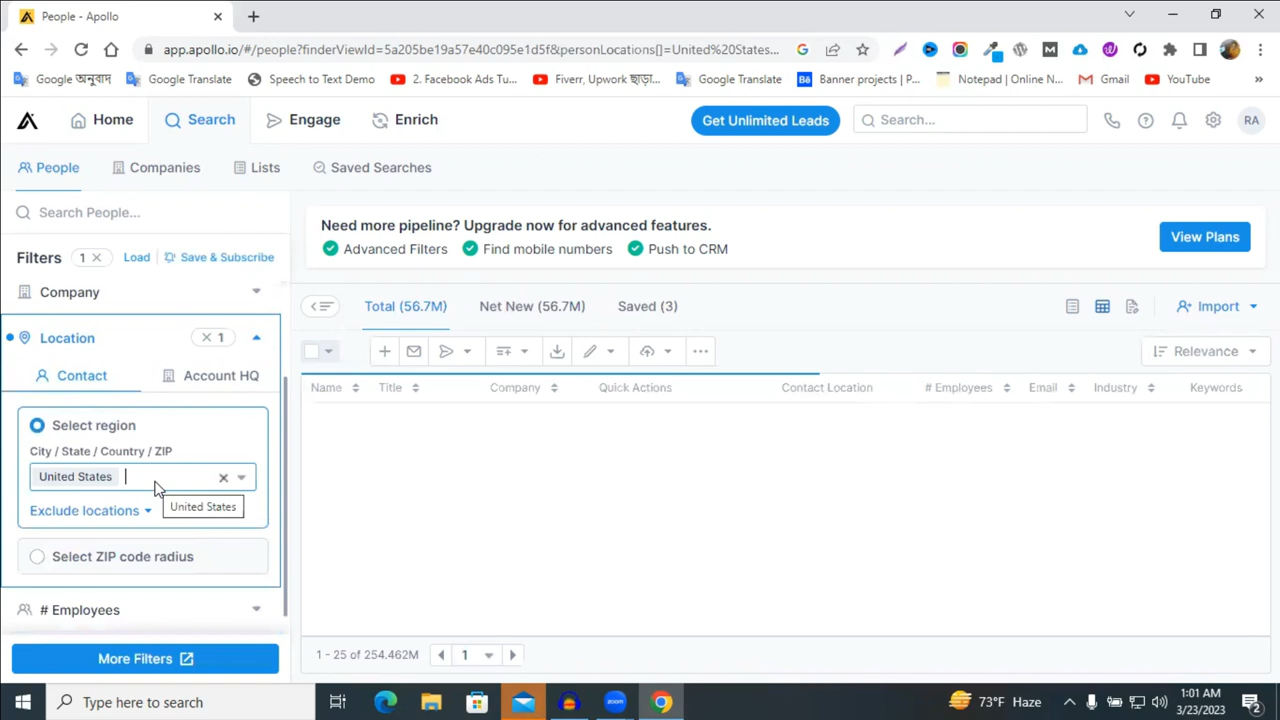 People - Apollo
app.apollo.io/#/people?finderViewId=5a205be19a57e40c095e1d5f&personLocations[]=United%20States...
Google অনুবাদ
Google Translate
Speech to Text Demo
2. Facebook Ads Tu...
Fiverr, Upwork ছাড়া...
Google Translate
Banner projects | P...
Notepad | Online N...
Gmail
YouTube
»
Home
Search
Engage
Enrich
Get Unlimited Leads
Search...
RA
People
Companies
Lists
Saved Searches
Search People...
Need more pipeline? Upgrade now for advanced features.
Advanced Filters
Find mobile numbers
Push to CRM
View Plans
Filters
1 ×
Load
Save & Subscribe
Company
Location
× 1
Contact
Account HQ
Select region
City / State / Country / ZIP
United States
United States
Exclude locations
Select ZIP code radius
# Employees
More Filters
Total (56.7M)
Net New (56.7M)
Saved (3)
Import
Relevance
Name
Title
Company
Quick Actions
Contact Location
# Employees
Email
Industry
Keywords
1 - 25 of 254.462M
1
Type here to search
zoom
73°F Haze
1:01 AM
3/23/2023
2